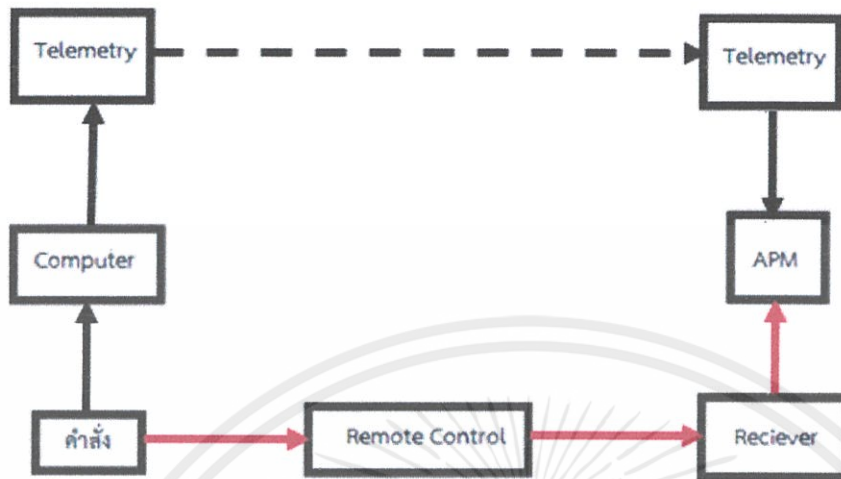 Telemetry
Telemetry
Computer
APM
คำสั่ง
Remote Control
Reciever